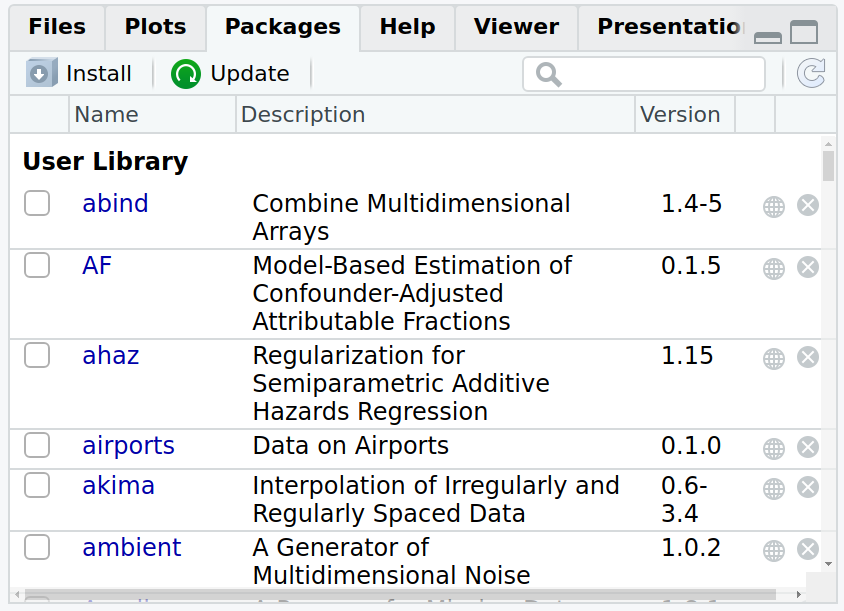 Files Plots Packages Help Viewer Presentatio
Install Update
Name Description Version
User Library
abind Combine Multidimensional 1.4-5
Arrays
AF Model-Based Estimation of 0.1.5
Confounder-Adjusted
Attributable Fractions
ahaz Regularization for 1.15
Semiparametric Additive
Hazards Regression
airports Data on Airports 0.1.0
akima Interpolation of Irregularly and 0.6-
Regularly Spaced Data 3.4
ambient A Generator of 1.0.2
Multidimensional Noise